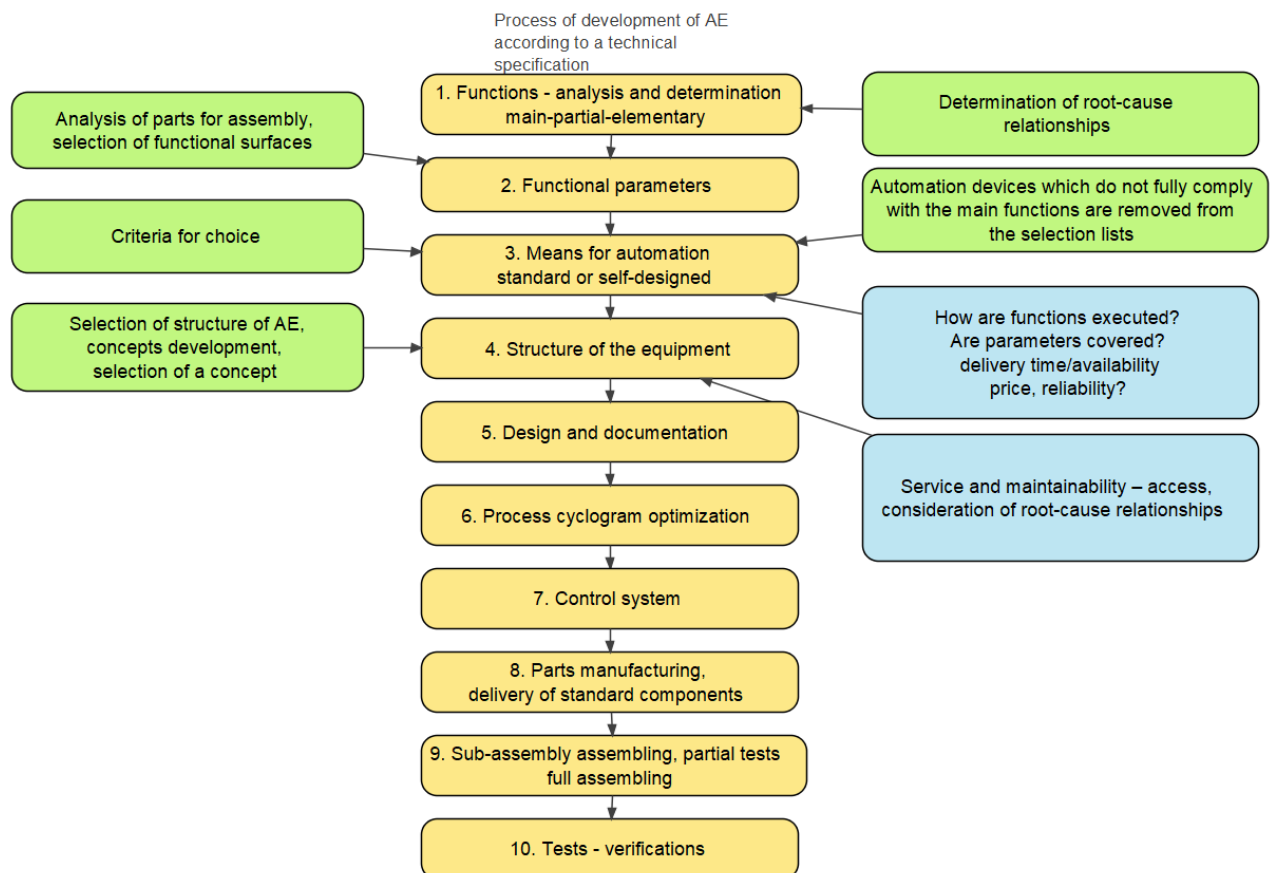 Process of development of AE
according to a technical
specification
1. Functions - analysis and determination
main-partial-elementary
Determination of root-cause
relationships
Analysis of parts for assembly,
selection of functional surfaces
2. Functional parameters
Automation devices which do not fully comply
with the main functions are removed from
the selection lists
Criteria for choice
3. Means for automation
standard or self-designed
How are functions executed?
Are parameters covered?
delivery time/availability
price, reliability?
Selection of structure of AE,
concepts development,
selection of a concept
4. Structure of the equipment
5. Design and documentation
Service and maintainability – access,
consideration of root-cause relationships
6. Process cyclogram optimization
7. Control system
8. Parts manufacturing,
delivery of standard components
9. Sub-assembly assembling, partial tests
full assembling
10. Tests - verifications